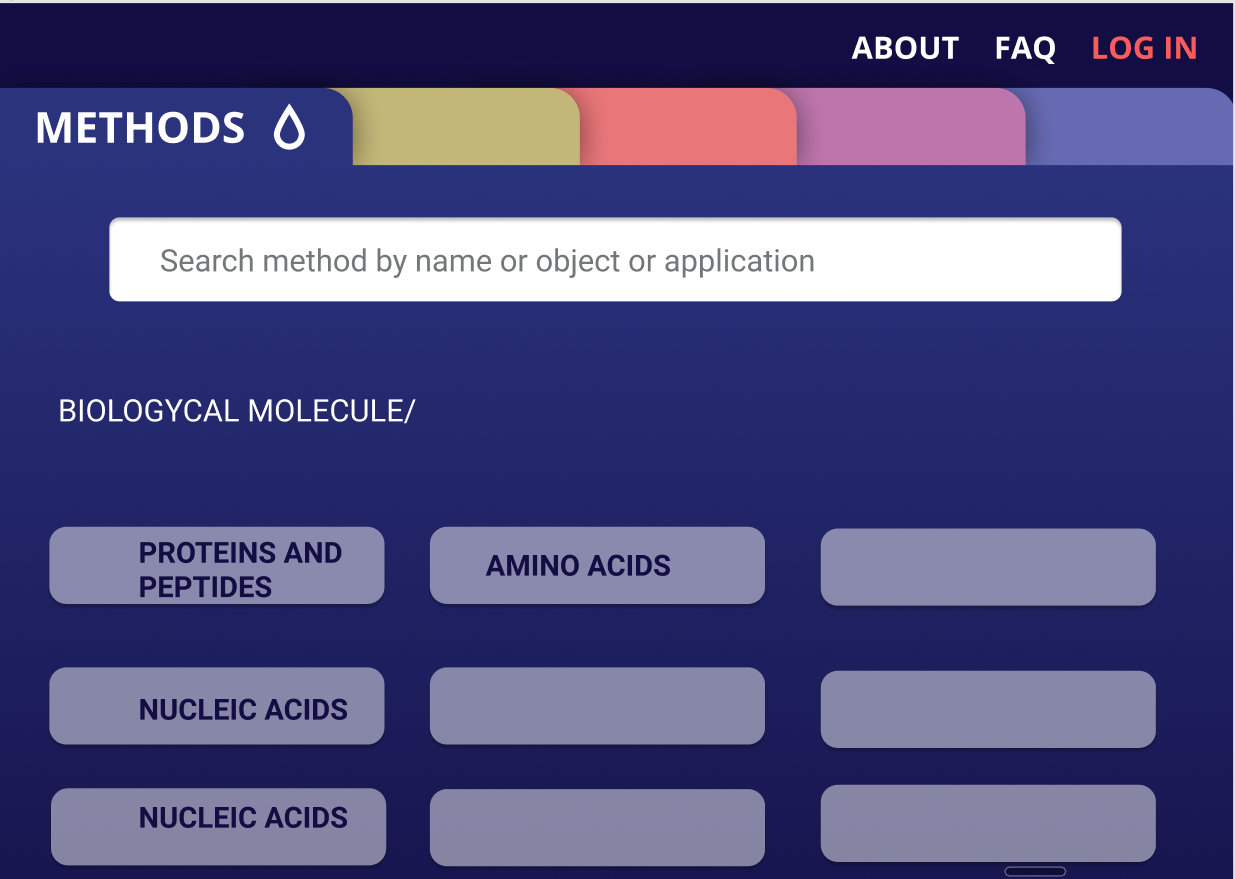 ABOUT FAQ LOG IN
METHODS
Search method by name or object or application
BIOLOGYCAL MOLECULE/
PROTEINS AND
PEPTIDES
AMINO ACIDS
NUCLEIC ACIDS
NUCLEIC ACIDS